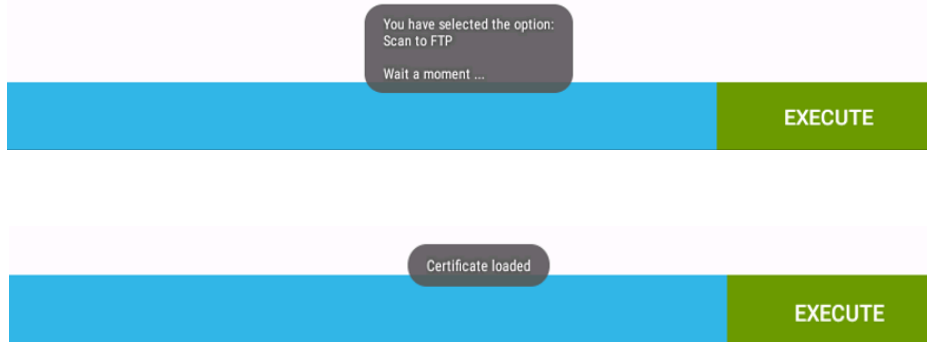 You have selected the option:
Scan to FTP
Wait a moment ...
EXECUTE
Certificate loaded
EXECUTE